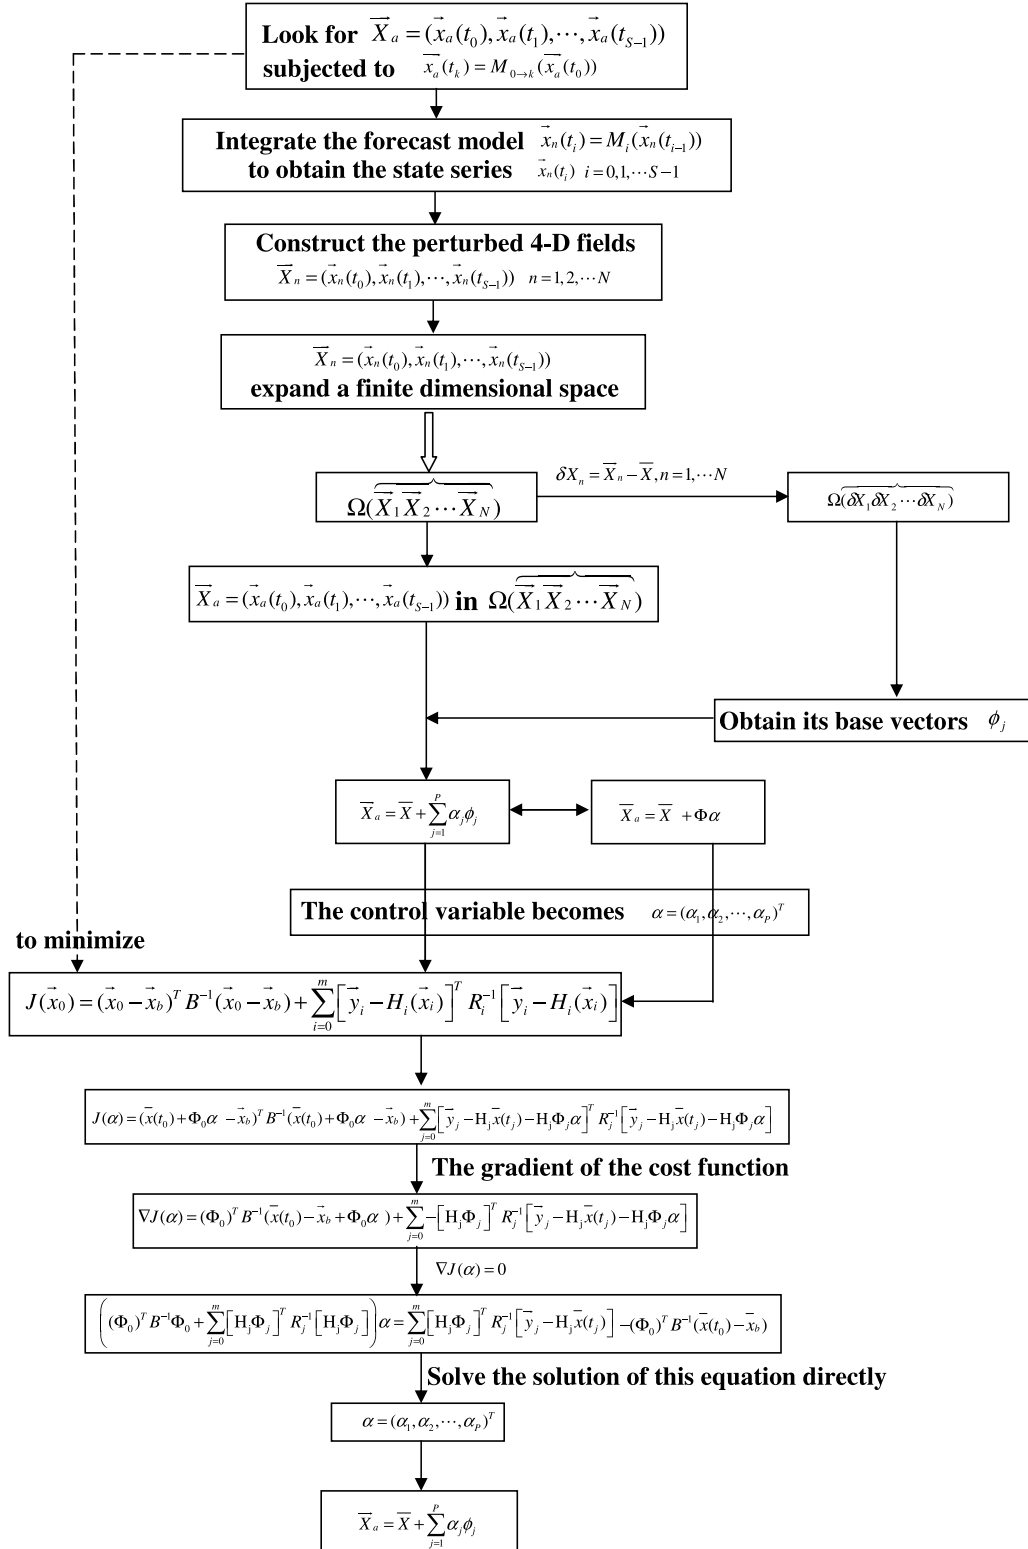 Look for X⃗_a = (x⃗_a(t_0), x⃗_a(t_1), ⋯, x⃗_a(t_{S−1}))
subjected to x⃗_a(t_k) = M_{0→k}(x⃗_a(t_0))
Integrate the forecast model x⃗_n(t_i) = M_i(x⃗_n(t_{i−1}))
to obtain the state series x⃗_n(t_i) i = 0,1,⋯S−1
Construct the perturbed 4-D fields
X⃗_n = (x⃗_n(t_0), x⃗_n(t_1), ⋯, x⃗_n(t_{S−1})) n = 1,2,⋯N
X⃗_n = (x⃗_n(t_0), x⃗_n(t_1), ⋯, x⃗_n(t_{S−1}))
expand a finite dimensional space
δX_n = X̅_n − X̅, n = 1,⋯N
Ω(X⃗_1 X⃗_2 ⋯ X⃗_N)
Ω(δX_1 δX_2 ⋯ δX_N)
X⃗_a = (x⃗_a(t_0), x⃗_a(t_1), ⋯, x⃗_a(t_{S−1})) in Ω(X⃗_1 X⃗_2 ⋯ X⃗_N)
Obtain its base vectors ϕ_j
X̅_a = X̅ + ∑_{j=1}^{P} α_j ϕ_j
X̅_a = X̅ + Φα
The control variable becomes α = (α_1, α_2, ⋯, α_P)^T
to minimize
J(x⃗_0) = (x⃗_0 − x⃗_b)^T B^{−1} (x⃗_0 − x⃗_b) + ∑_{i=0}^{m} [y⃗_i − H_i(x⃗_i)]^T R_i^{−1} [y⃗_i − H_i(x⃗_i)]
J(α) = (x̅(t_0) + Φ_0 α − x⃗_b)^T B^{−1} (x̅(t_0) + Φ_0 α − x⃗_b) + ∑_{j=0}^{m} [y⃗_j − H_j x̅(t_j) − H_j Φ_j α]^T R_j^{−1} [y⃗_j − H_j x̅(t_j) − H_j Φ_j α]
The gradient of the cost function
∇J(α) = (Φ_0)^T B^{−1} (x̅(t_0) − x⃗_b + Φ_0 α ) + ∑_{j=0}^{m} −[H_j Φ_j]^T R_j^{−1} [y⃗_j − H_j x̅(t_j) − H_j Φ_j α]
∇J(α) = 0
((Φ_0)^T B^{−1} Φ_0 + ∑_{j=0}^{m} [H_j Φ_j]^T R_j^{−1} [H_j Φ_j]) α = ∑_{j=0}^{m} [H_j Φ_j]^T R_j^{−1} [y⃗_j − H_j x̅(t_j)] − (Φ_0)^T B^{−1} (x̅(t_0) − x̅_b)
Solve the solution of this equation directly
α = (α_1, α_2, ⋯, α_P)^T
X̅_a = X̅ + ∑_{j=1}^{P} α_j ϕ_j